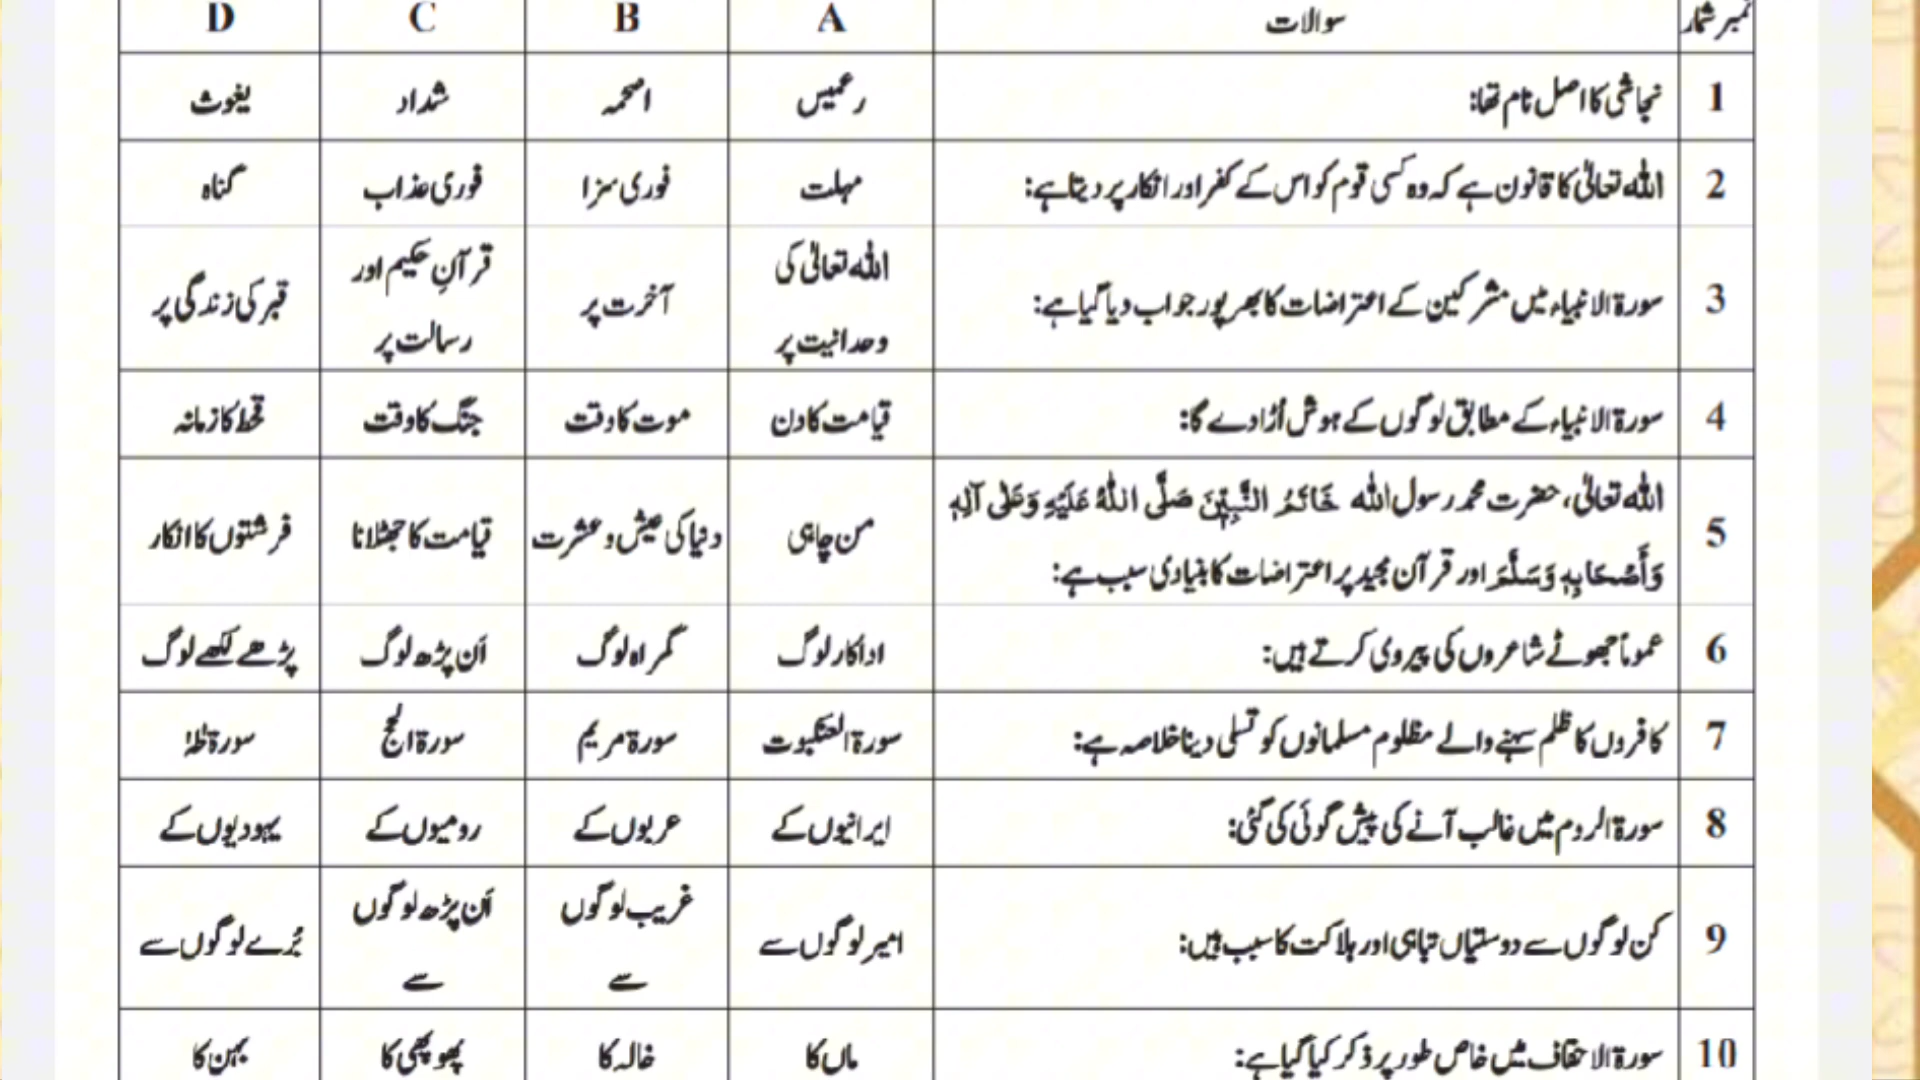 نمبر شمار سوالات A B C D
1 نجاشی کا اصل نام تھا: رعمیس اصحمہ شداد یغوث
2 اللہ تعالیٰ کا قانون ہے کہ وہ کسی قوم کو اس کے کفر اور انکار پر دیتا ہے: مہلت فوری سزا فوری عذاب گناہ
3 سورۃ الانبیاء میں مشرکین کے اعتراضات کا بھر پور جواب دیا گیا ہے: اللہ تعالیٰ کی وحدانیت پر آخرت پر قرآنِ حکیم اور رسالت پر قبر کی زندگی پر
4 سورۃ الانبیاء کے مطابق لوگوں کے ہوش اُڑا دے گا: قیامت کا دن موت کا وقت جنگ کا وقت قحط کا زمانہ
5 اللہ تعالیٰ، حضرت محمد رسول اللہ خَاتَمُ النَّبِيّٖنَ صَلَّى اللّٰهُ عَلَيْهِ وَعَلٰى آلِهٖ
وَأَصْحَابِهٖ وَسَلَّمَ اور قرآن مجید پر اعتراضات کا بنیادی سبب ہے: من چاہی دنیا کی عیش و عشرت قیامت کا جھٹلانا فرشتوں کا انکار
6 عموماً جھوٹے شاعروں کی پیروی کرتے ہیں: اداکار لوگ گمراہ لوگ اَن پڑھ لوگ پڑھے لکھے لوگ
7 کافروں کا ظلم سہنے والے مظلوم مسلمانوں کو تسلی دینا خلاصہ ہے: سورۃ العنکبوت سورۃ مریم سورۃ الحج سورۃ طٰہٰ
8 سورۃ الروم میں غالب آنے کی پیش گوئی کی گئی: ایرانیوں کے عربوں کے رومیوں کے یہودیوں کے
9 کن لوگوں سے دوستیاں تباہی اور ہلاکت کا سبب ہیں: امیر لوگوں سے غریب لوگوں سے اَن پڑھ لوگوں سے بُرے لوگوں سے
10 سورۃ الاحقاف میں خاص طور پر ذکر کیا گیا ہے: ماں کا خالہ کا پھوپھی کا بہن کا